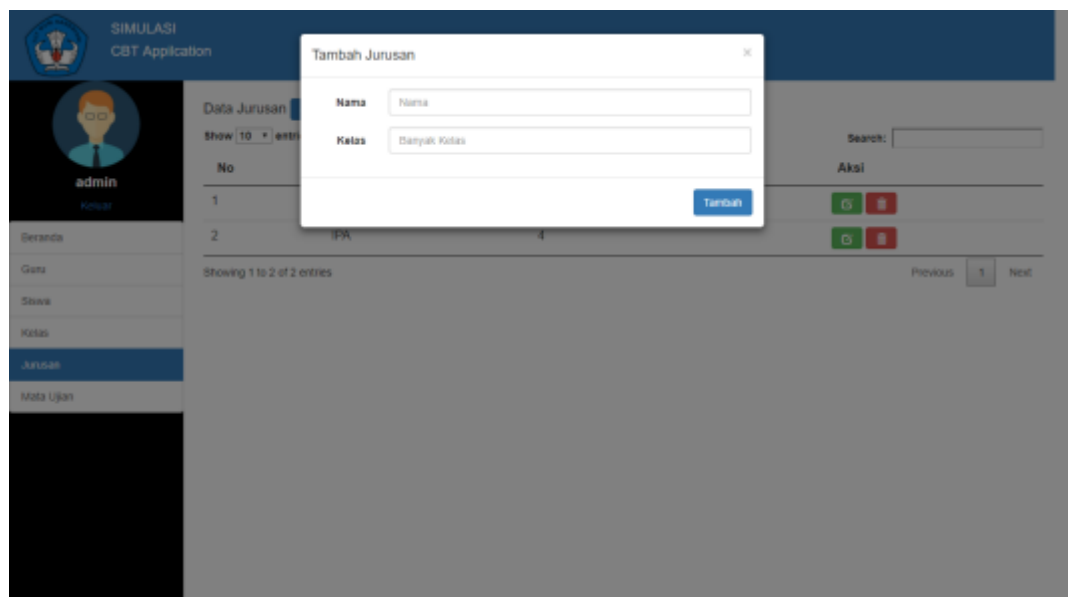 SIMULASI
CBT Application
Tambah Jurusan
×
Nama
Nama
Kelas
Banyak Kelas
Tambah
admin
Keluar
Beranda
Guru
Siswa
Kelas
Jurusan
Mata Ujian
Data Jurusan
Show 10 entri
Search:
No
Aksi
1
2 IPA 4
Showing 1 to 2 of 2 entries
Previous 1 Next